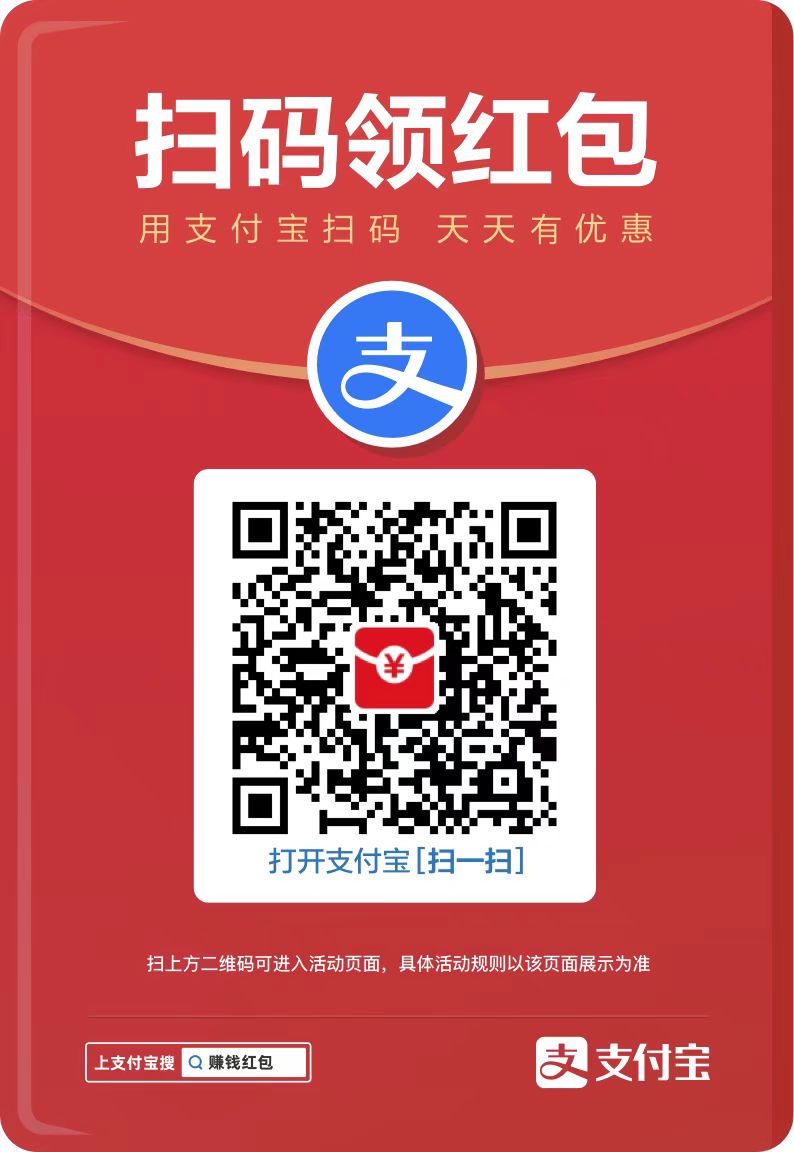 扫码领红包
用支付宝扫码 天天有优惠
支
¥
打开支付宝[扫一扫]
扫上方二维码可进入活动页面，具体活动规则以该页面展示为准
上支付宝搜 赚钱红包
支 支付宝